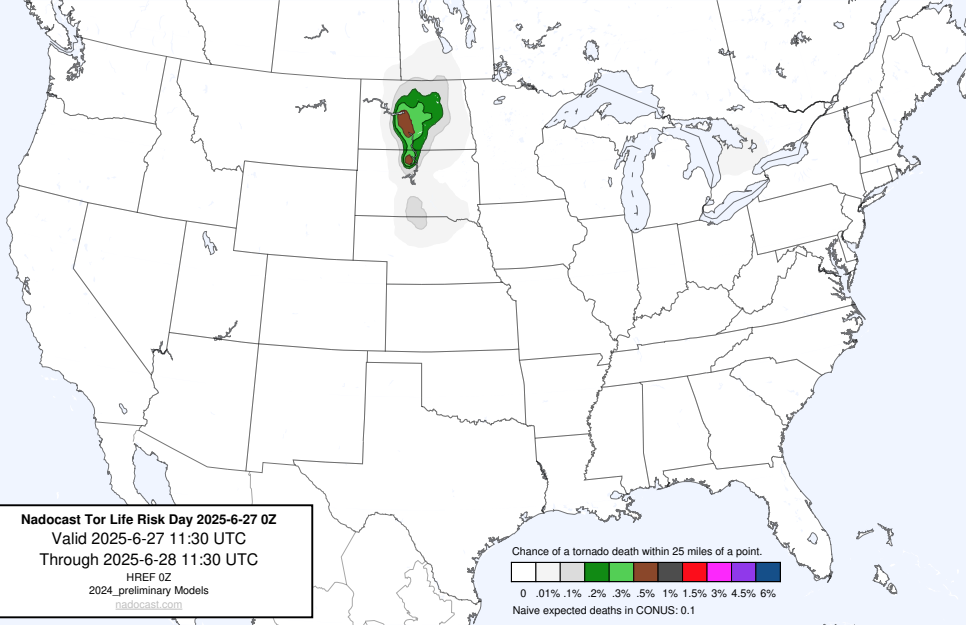 Nadocast Tor Life Risk Day 2025-6-27 0Z
Valid 2025-6-27 11:30 UTC
Through 2025-6-28 11:30 UTC
HREF 0Z
2024_preliminary Models
nadocast.com
Chance of a tornado death within 25 miles of a point.
0 .01% .1% .2% .3% .5% 1% 1.5% 3% 4.5% 6%
Naive expected deaths in CONUS: 0.1